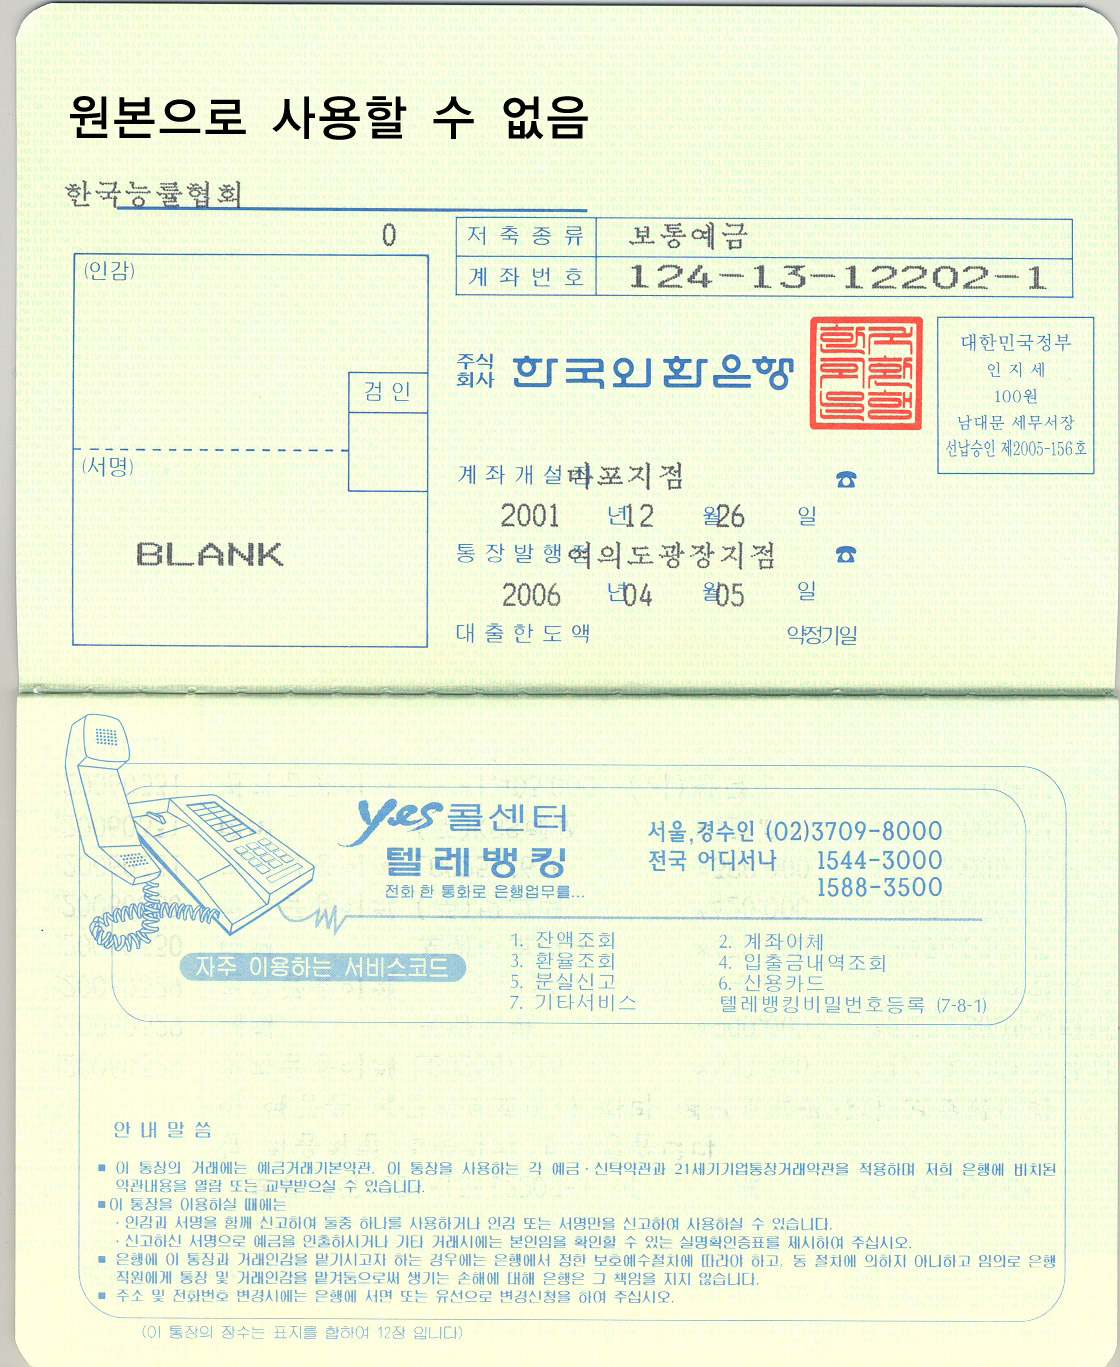 원본으로 사용할 수 없음
한국능률협회
0
(인감)
검 인
(서명)
BLANK
저 축 종 류 보통예금
계 좌 번 호 124-13-12202-1
주식회사 한국외환은행
한국외환은행
대한민국정부
인 지 세
100원
남대문 세무서장
선납승인 제2005-156호
계 좌 개 설 점 마포지점 ☎
2001 년 12 월 26 일
통 장 발 행 점 여의도광장지점 ☎
2006 년 04 월 05 일
대 출 한 도 액 약정기일
yes콜센터
텔레뱅킹
전화 한 통화로 은행업무를...
서울,경수인 (02)3709-8000
전국 어디서나 1544-3000
1588-3500
자주 이용하는 서비스코드
1. 잔액조회 2. 계좌이체
3. 환율조회 4. 입출금내역조회
5. 분실신고 6. 신용카드
7. 기타서비스 텔레뱅킹비밀번호등록 (7-8-1)
안 내 말 씀
■ 이 통장의 거래에는 예금거래기본약관. 이 통장을 사용하는 각 예금 · 신탁약관과 21세기기업통장거래약관을 적용하며 저희 은행에 비치된
약관내용을 열람 또는 교부받으실 수 있습니다.
■ 이 통장을 이용하실 때에는
· 인감과 서명을 함께 신고하여 둘중 하나를 사용하거나 인감 또는 서명만을 신고하여 사용하실 수 있습니다.
· 신고하신 서명으로 예금을 인출하시거나 기타 거래시에는 본인임을 확인할 수 있는 실명확인증표를 제시하여 주십시오.
■ 은행에 이 통장과 거래인감을 맡기시고자 하는 경우에는 은행에서 정한 보호예수절차에 따라야 하고, 동 절차에 의하지 아니하고 임의로 은행
직원에게 통장 및 거래인감을 맡겨둠으로써 생기는 손해에 대해 은행은 그 책임을 지지 않습니다.
■ 주소 및 전화번호 변경시에는 은행에 서면 또는 유선으로 변경신청을 하여 주십시오.
(이 통장의 장수는 표지를 합하여 12장 입니다)